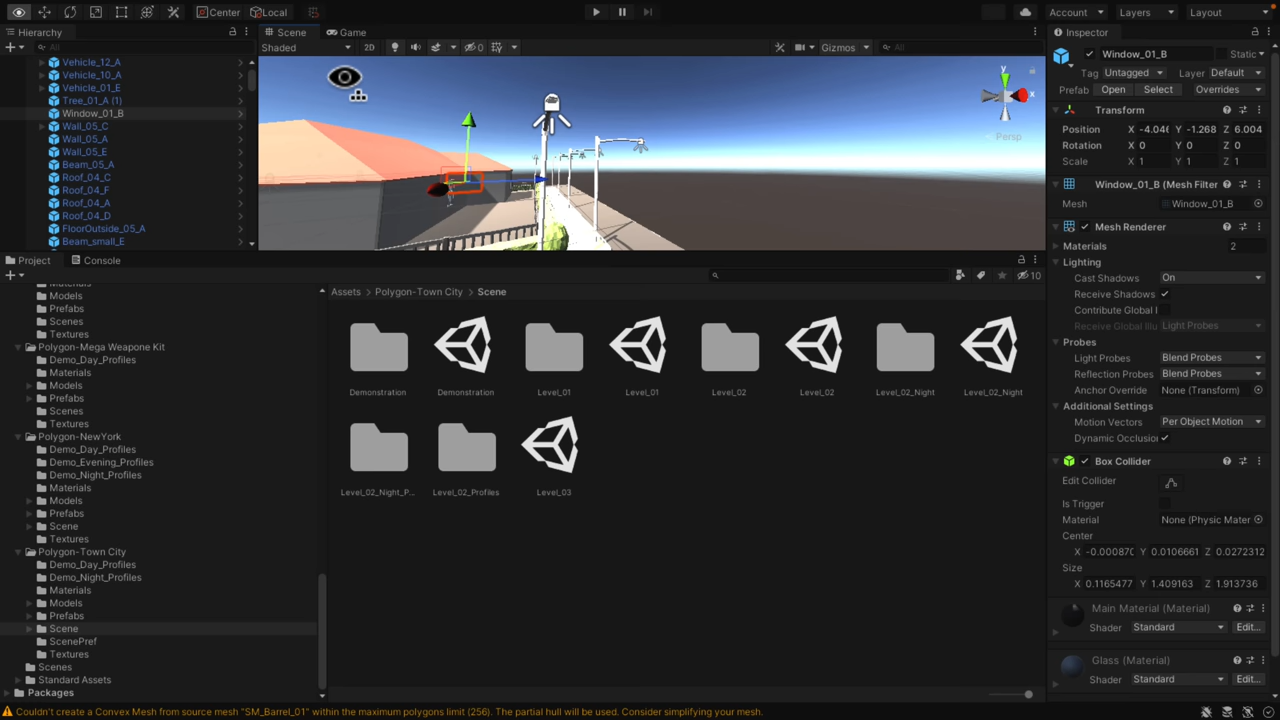 Center
Local
Account
Layers
Layout
Hierarchy
All
Vehicle_12_A
Vehicle_10_A
Vehicle_01_E
Tree_01_A (1)
Window_01_B
Wall_05_C
Wall_05_A
Wall_05_E
Beam_05_A
Roof_04_C
Roof_04_F
Roof_04_A
Roof_04_D
FloorOutside_05_A
Beam_small_E
Scene
Game
Shaded
2D
0
Gizmos
All
y
x
Persp
Project
Console
10
Materials
Models
Prefabs
Scenes
Textures
Polygon-Mega Weapone Kit
Demo_Day_Profiles
Materials
Models
Prefabs
Scenes
Textures
Polygon-NewYork
Demo_Day_Profiles
Demo_Evening_Profiles
Demo_Night_Profiles
Materials
Models
Prefabs
Scene
Textures
Polygon-Town City
Demo_Day_Profiles
Demo_Night_Profiles
Materials
Models
Prefabs
Scene
ScenePref
Textures
Scenes
Standard Assets
Packages
Assets > Polygon-Town City > Scene
Demonstration
Demonstration
Level_01
Level_01
Level_02
Level_02
Level_02_Night
Level_02_Night
Level_02_Night_P...
Level_02_Profiles
Level_03
Inspector
Window_01_B
Static
Tag Untagged Layer Default
Prefab Open Select Overrides
Transform
Position X -4.046 Y -1.268 Z 6.004
Rotation X 0 Y 0 Z 0
Scale X 1 Y 1 Z 1
Window_01_B (Mesh Filter
Mesh Window_01_B
Mesh Renderer
Materials 2
Lighting
Cast Shadows On
Receive Shadows
Contribute Global I
Receive Global Illu Light Probes
Probes
Light Probes Blend Probes
Reflection Probes Blend Probes
Anchor Override None (Transform)
Additional Settings
Motion Vectors Per Object Motion
Dynamic Occlusion
Box Collider
Edit Collider
Is Trigger
Material None (Physic Mater
Center
X -0.00087( Y 0.0106661 Z 0.0272312
Size
X 0.1165477 Y 1.409163 Z 1.913736
Main Material (Material)
Shader Standard Edit...
Glass (Material)
Shader Standard Edit...
Couldn't create a Convex Mesh from source mesh "SM_Barrel_01" within the maximum polygons limit (256). The partial hull will be used. Consider simplifying your mesh.